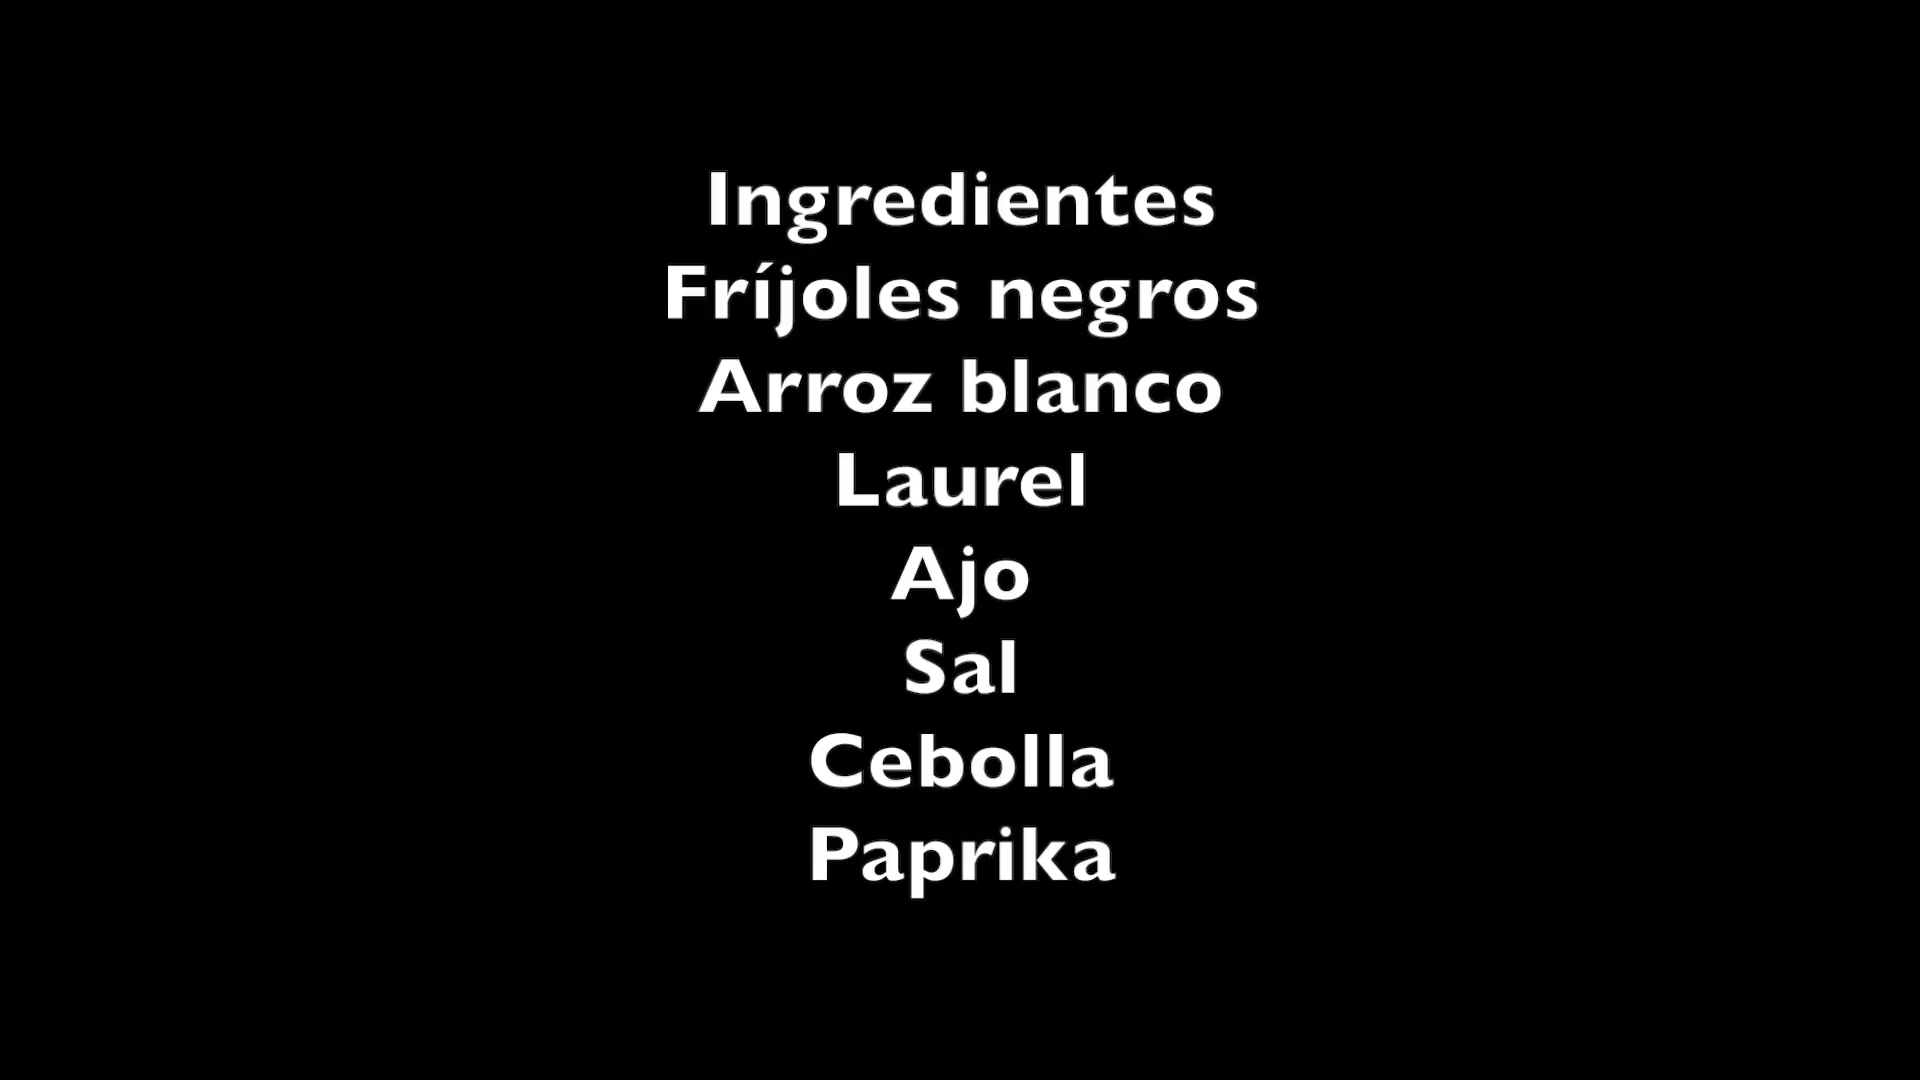 Ingredientes
Fríjoles negros
Arroz blanco
Laurel
Ajo
Sal
Cebolla
Paprika